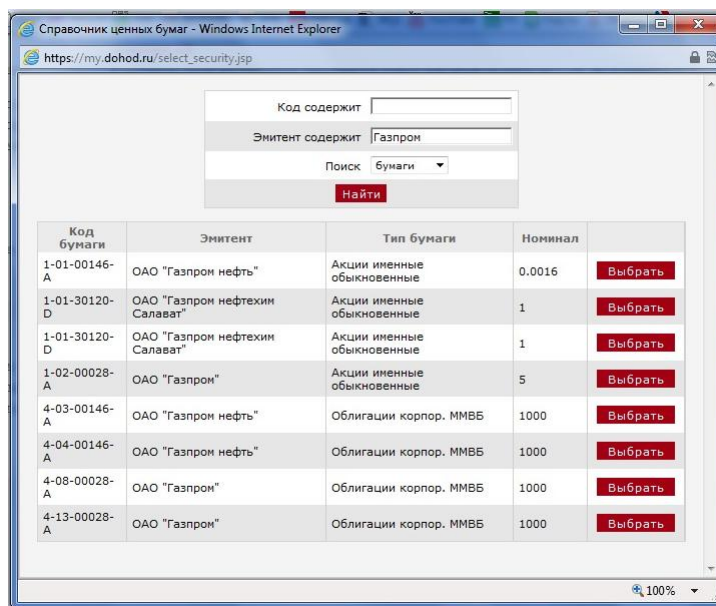 Справочник ценных бумаг - Windows Internet Explorer
https://my.dohod.ru/select_security.jsp
Код содержит
Эмитент содержит Газпром
Поиск бумаги
Найти
Код бумаги Эмитент Тип бумаги Номинал
1-01-00146-A ОАО "Газпром нефть" Акции именные обыкновенные 0.0016 Выбрать
1-01-30120-D ОАО "Газпром нефтехим Салават" Акции именные обыкновенные 1 Выбрать
1-01-30120-D ОАО "Газпром нефтехим Салават" Акции именные обыкновенные 1 Выбрать
1-02-00028-A ОАО "Газпром" Акции именные обыкновенные 5 Выбрать
4-03-00146-A ОАО "Газпром нефть" Облигации корпор. ММВБ 1000 Выбрать
4-04-00146-A ОАО "Газпром нефть" Облигации корпор. ММВБ 1000 Выбрать
4-08-00028-A ОАО "Газпром" Облигации корпор. ММВБ 1000 Выбрать
4-13-00028-A ОАО "Газпром" Облигации корпор. ММВБ 1000 Выбрать
100%